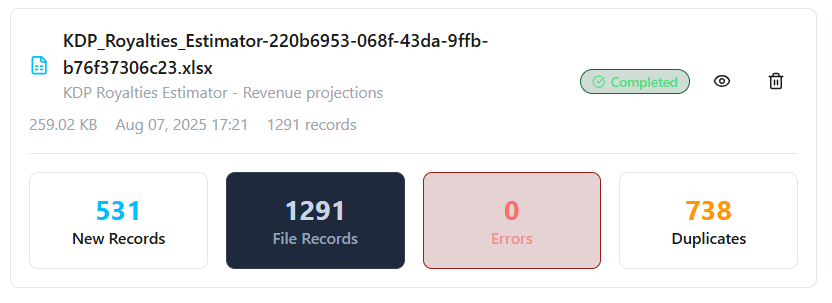 KDP_Royalties_Estimator-220b6953-068f-43da-9ffb-
b76f37306c23.xlsx
KDP Royalties Estimator - Revenue projections
Completed
259.02 KB Aug 07, 2025 17:21 1291 records
531 1291 0 738
New Records File Records Errors Duplicates